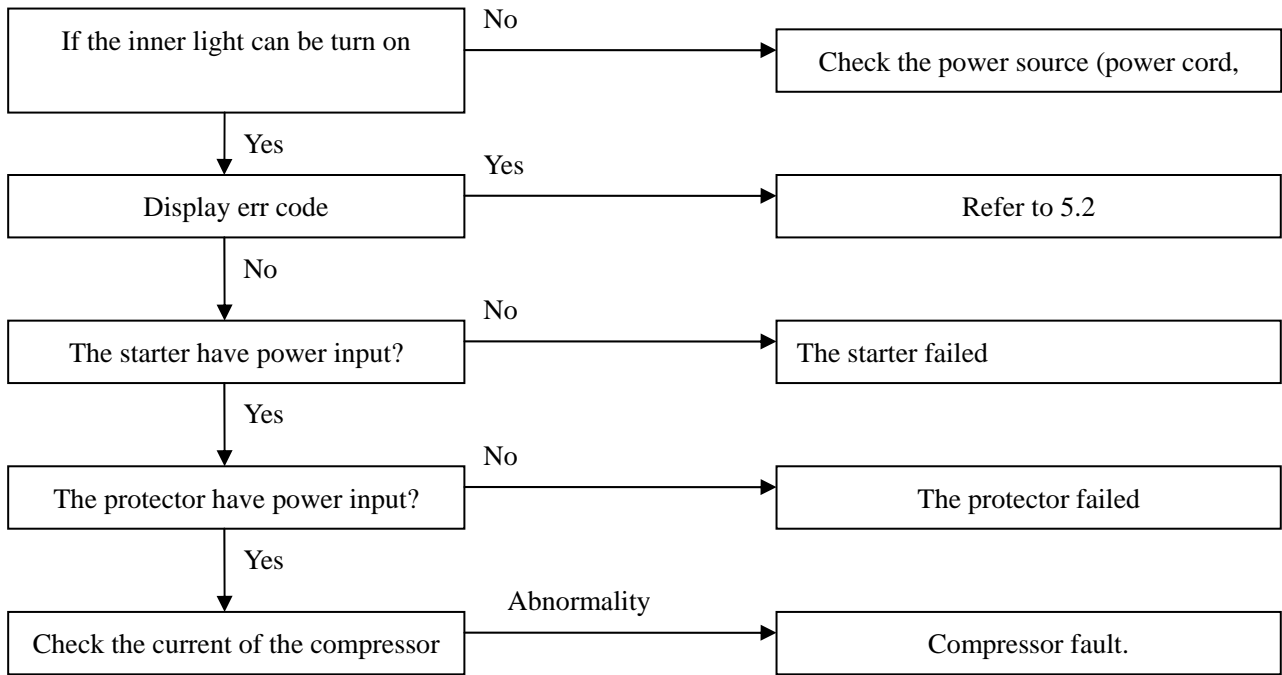 If the inner light can be turn on
No
Check the power source (power cord,
Yes
Yes
Display err code
Refer to 5.2
No
No
The starter have power input?
The starter failed
Yes
No
The protector have power input?
The protector failed
Yes
Abnormality
Check the current of the compressor
Compressor fault.